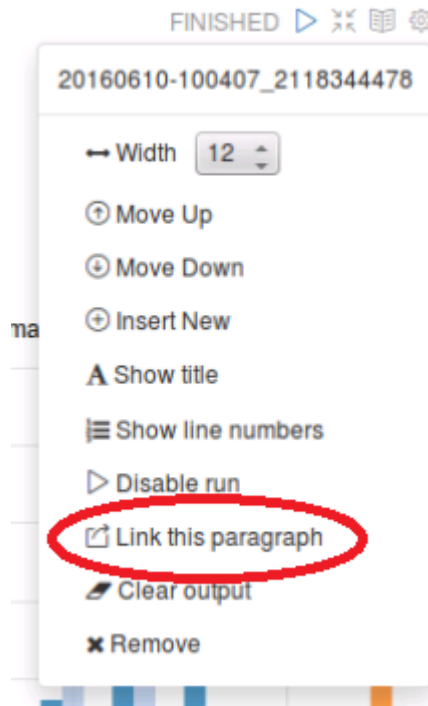 FINISHED
20160610-100407_2118344478
Width 12
Move Up
Move Down
Insert New
ma
A Show title
Show line numbers
Disable run
Link this paragraph
Clear output
Remove